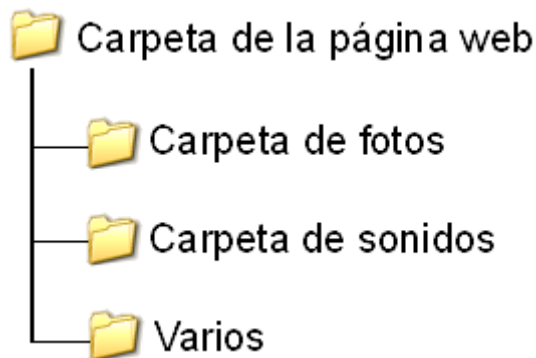 Carpeta de la página web
Carpeta de fotos
Carpeta de sonidos
Varios